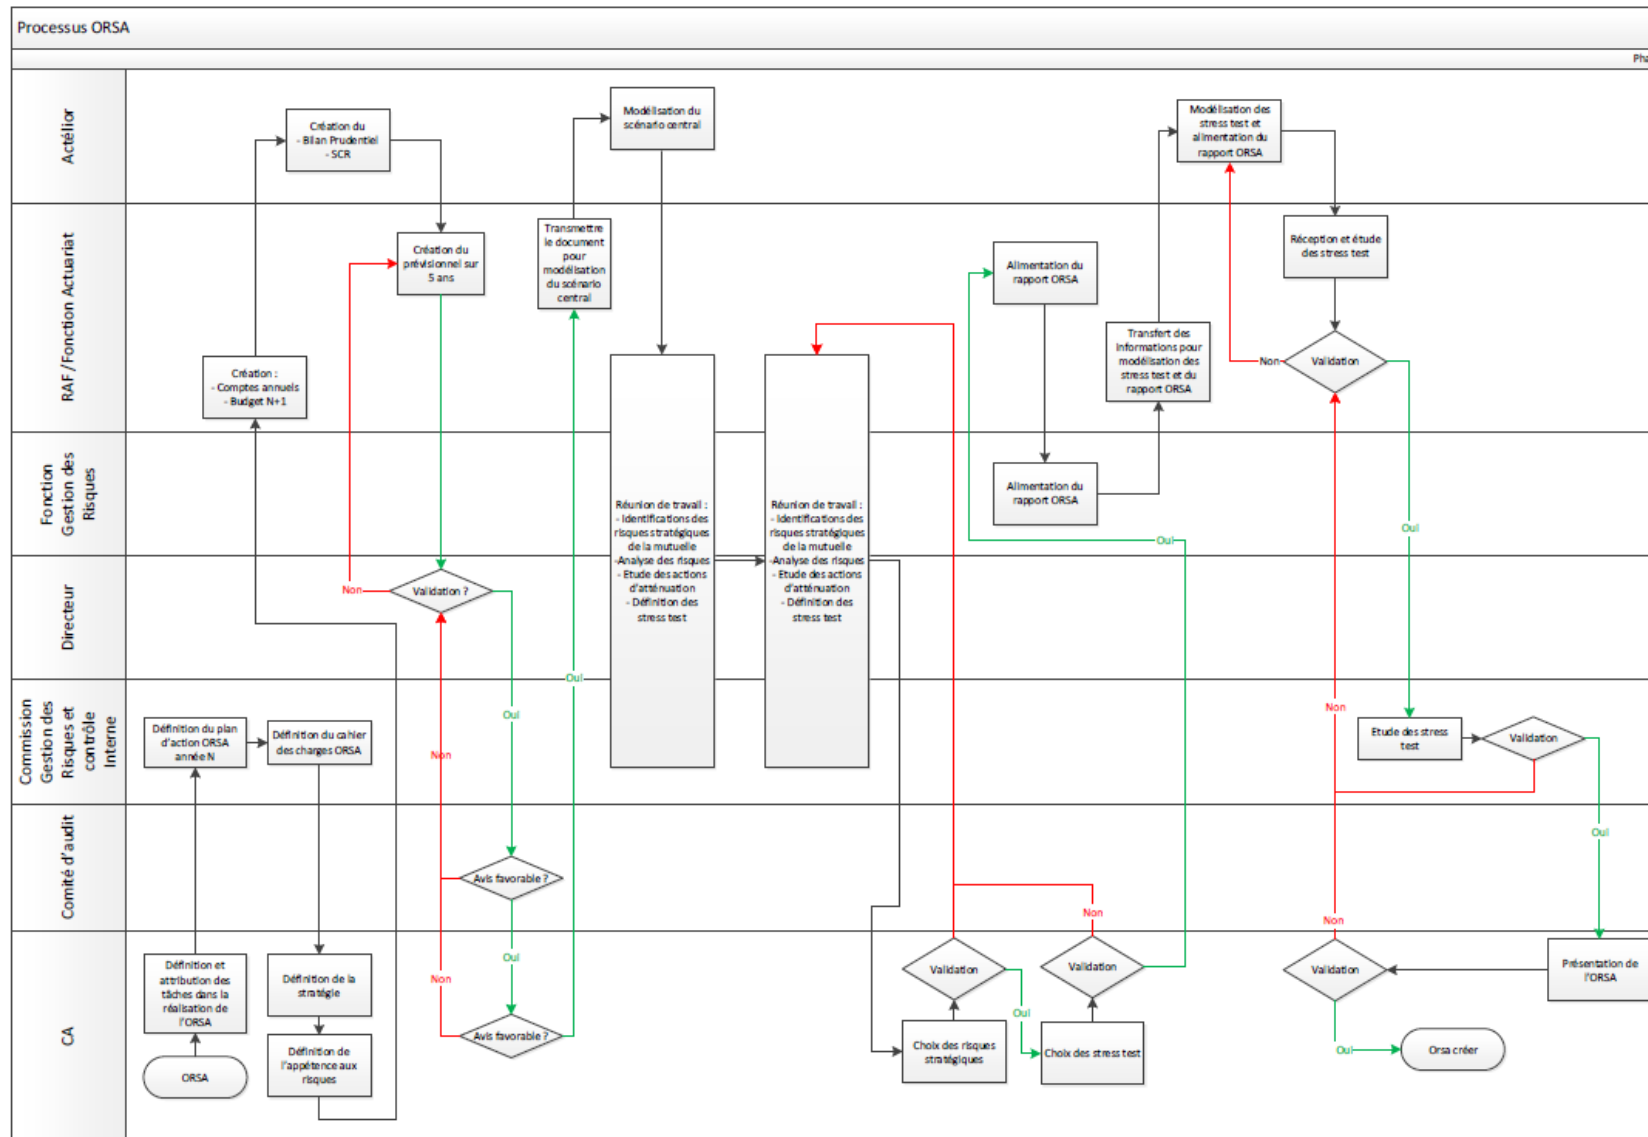 Processus ORSA
Pha
Actélior
Création du
- Bilan Prudentiel
- SCR
Modélisation du
scénario central
Modélisation des
stress test et
alimentation du
rapport ORSA
RAF/Fonction Actuariat
Création du
prévisionnel sur
5 ans
Transmettre
le document
pour
modélisation
du scénario
central
Alimentation du
rapport ORSA
Réception et étude
des stress test
Création :
- Comptes annuels
- Budget N+1
Transfert des
informations pour
modélisation des
stress test et du
rapport ORSA
Non
Validation
Fonction
Gestion des
Risques
Réunion de travail :
- Identifications des
risques stratégiques
de la mutuelle
-Analyse des risques
- Etude des actions
d'atténuation
- Définition des
stress test
Réunion de travail :
- Identifications des
risques stratégiques
de la mutuelle
-Analyse des risques
- Etude des actions
d'atténuation
- Définition des
stress test
Alimentation du
rapport ORSA
Oui
Oui
Directeur
Non
Validation ?
Oui
Oui
Non
Commission
Gestion des
Risques et
contrôle
Interne
Définition du plan
d'action ORSA
année N
Définition du cahier
des charges ORSA
Non
Etude des stress
test
Validation
Oui
Comité d'audit
Avis favorable ?
Non
Non
CA
Définition et
attribution des
tâches dans la
réalisation de
l'ORSA
Définition de la
stratégie
Non
Oui
Validation
Validation
Validation
Présentation de
l'ORSA
ORSA
Définition de
l'appétence aux
risques
Avis favorable ?
Choix des risques
stratégiques
Oui
Choix des stress test
Oui
Orsa créer